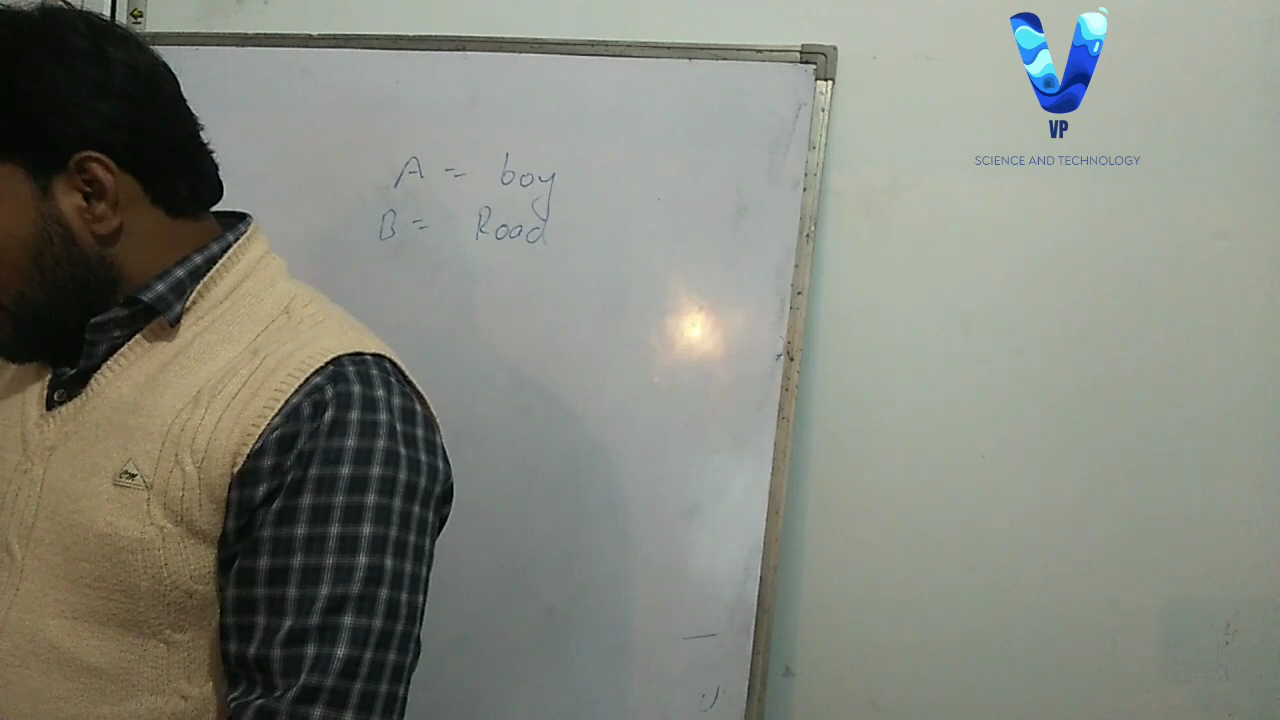 A = boy
B = Road
VP
SCIENCE AND TECHNOLOGY